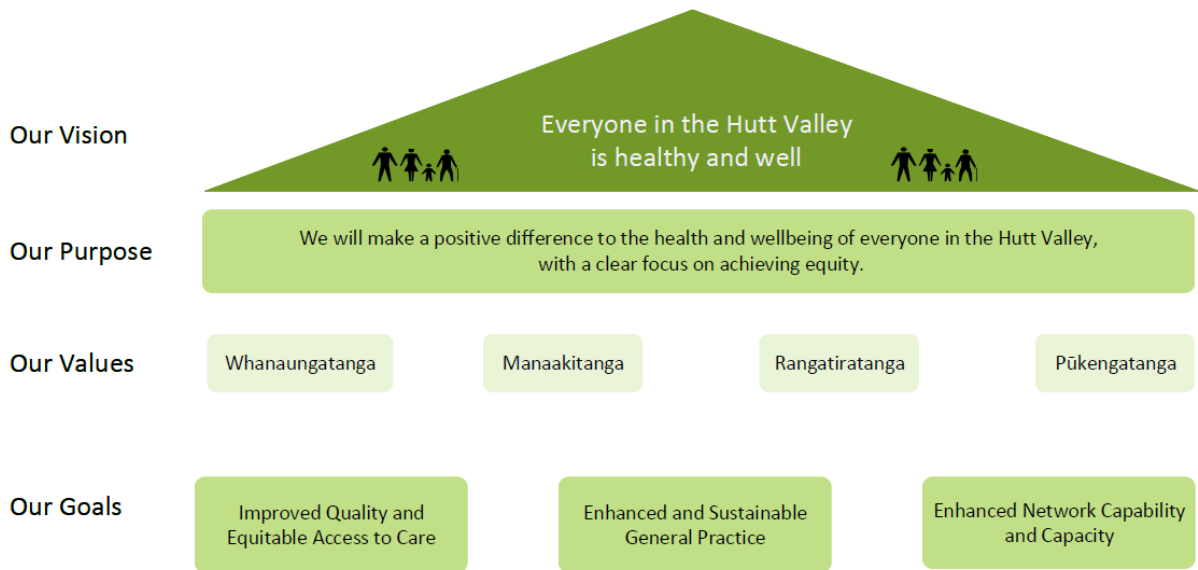 Our Vision
Everyone in the Hutt Valley
is healthy and well
Our Purpose
We will make a positive difference to the health and wellbeing of everyone in the Hutt Valley,
with a clear focus on achieving equity.
Our Values
Whanaungatanga
Manaakitanga
Rangatiratanga
Pūkengatanga
Our Goals
Improved Quality and
Equitable Access to Care
Enhanced and Sustainable
General Practice
Enhanced Network Capability
and Capacity